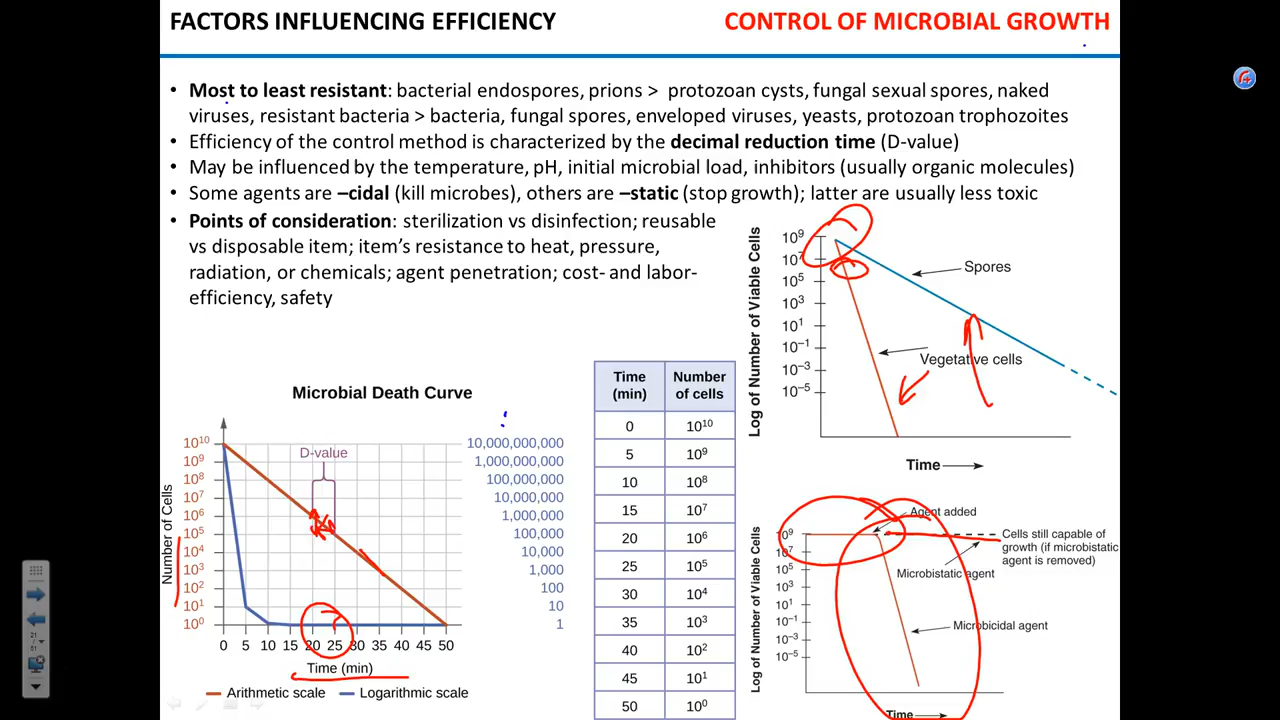 FACTORS INFLUENCING EFFICIENCY
CONTROL OF MICROBIAL GROWTH
• Most to least resistant: bacterial endospores, prions > protozoan cysts, fungal sexual spores, naked
viruses, resistant bacteria > bacteria, fungal spores, enveloped viruses, yeasts, protozoan trophozoites
• Efficiency of the control method is characterized by the decimal reduction time (D-value)
• May be influenced by the temperature, pH, initial microbial load, inhibitors (usually organic molecules)
• Some agents are –cidal (kill microbes), others are –static (stop growth); latter are usually less toxic
• Points of consideration: sterilization vs disinfection; reusable
vs disposable item; item's resistance to heat, pressure,
radiation, or chemicals; agent penetration; cost- and labor-
efficiency, safety
Log of Number of Viable Cells
10⁹
10⁷
10⁵
10³
10¹
10⁻¹
10⁻³
10⁻⁵
Spores
Vegetative cells
Time
Microbial Death Curve
Number of Cells
10¹⁰
10⁹
10⁸
10⁷
10⁶
10⁵
10⁴
10³
10²
10¹
10⁰
D-value
10,000,000,000
1,000,000,000
100,000,000
10,000,000
1,000,000
100,000
10,000
1,000
100
10
1
0 5 10 15 20 25 30 35 40 45 50
Time (min)
Arithmetic scale Logarithmic scale
Time Number
(min) of cells
0 10¹⁰
5 10⁹
10 10⁸
15 10⁷
20 10⁶
25 10⁵
30 10⁴
35 10³
40 10²
45 10¹
50 10⁰
Log of Number of Viable Cells
10⁹
10⁷
10⁵
10³
10¹
10⁻¹
10⁻³
10⁻⁵
Agent added
Cells still capable of
growth (if microbistatic
agent is removed)
Microbistatic agent
Microbicidal agent
Time
21
/